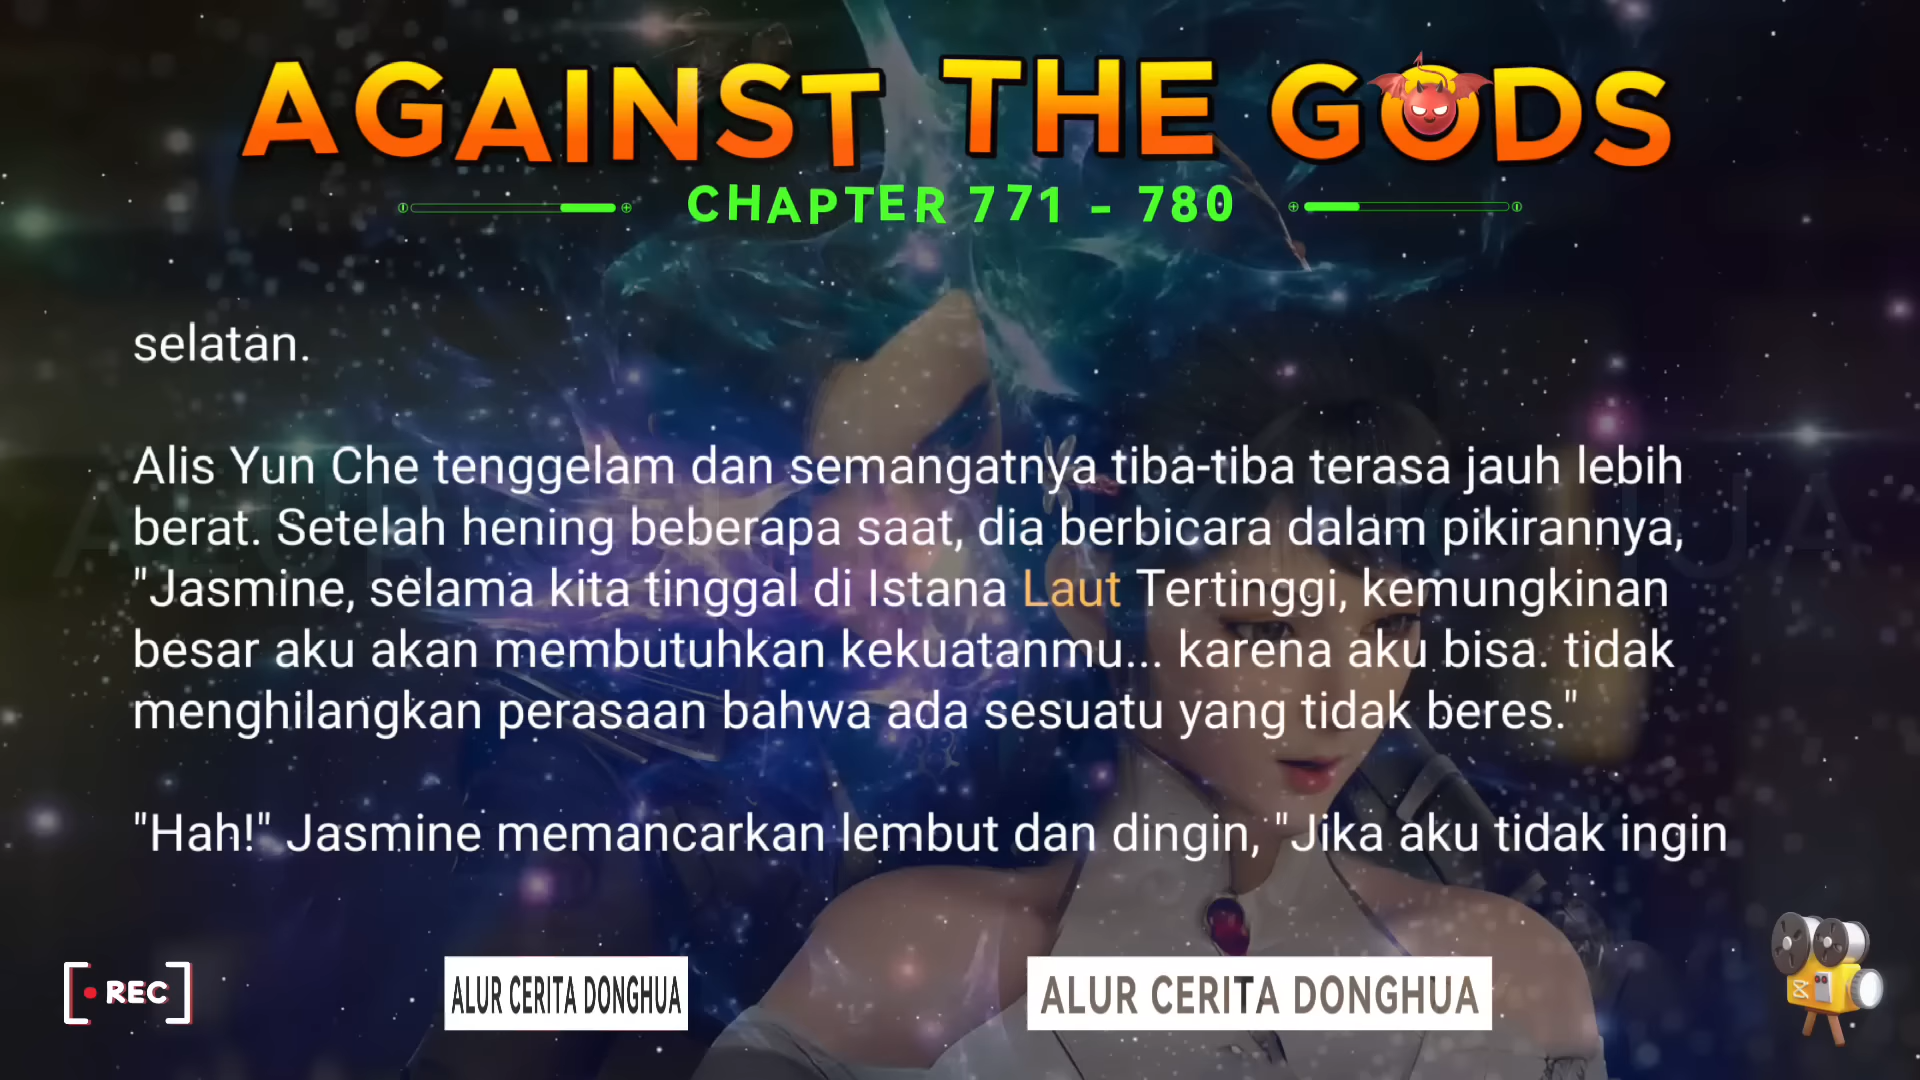 AGAINST THE GODS
CHAPTER 771 - 780
selatan.
Alis Yun Che tenggelam dan semangatnya tiba-tiba terasa jauh lebih
berat. Setelah hening beberapa saat, dia berbicara dalam pikirannya,
"Jasmine, selama kita tinggal di Istana Laut Tertinggi, kemungkinan
besar aku akan membutuhkan kekuatanmu... karena aku bisa. tidak
menghilangkan perasaan bahwa ada sesuatu yang tidak beres."
"Hah!" Jasmine memancarkan lembut dan dingin, "Jika aku tidak ingin
REC
ALUR CERITA DONGHUA
ALUR CERITA DONGHUA